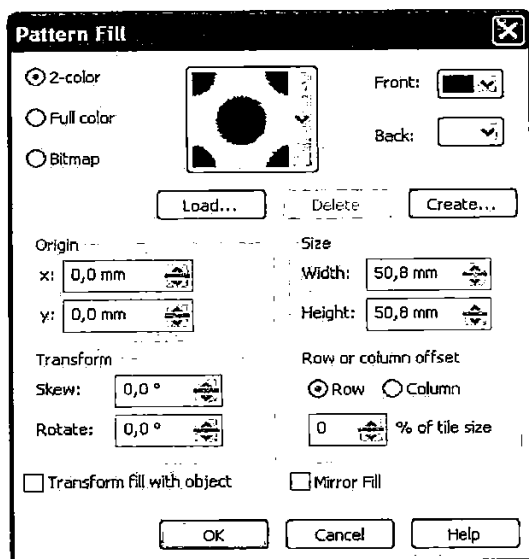 Pattern Fill
2-color
Full color
Bitmap
Front:
Back:
Load... Delete Create...
Origin
x: 0,0 mm
y: 0,0 mm
Size
Width: 50,8 mm
Height: 50,8 mm
Transform
Skew: 0,0 °
Rotate: 0,0 °
Row or column offset
Row Column
0 % of tile size
Transform fill with object
Mirror Fill
OK Cancel Help